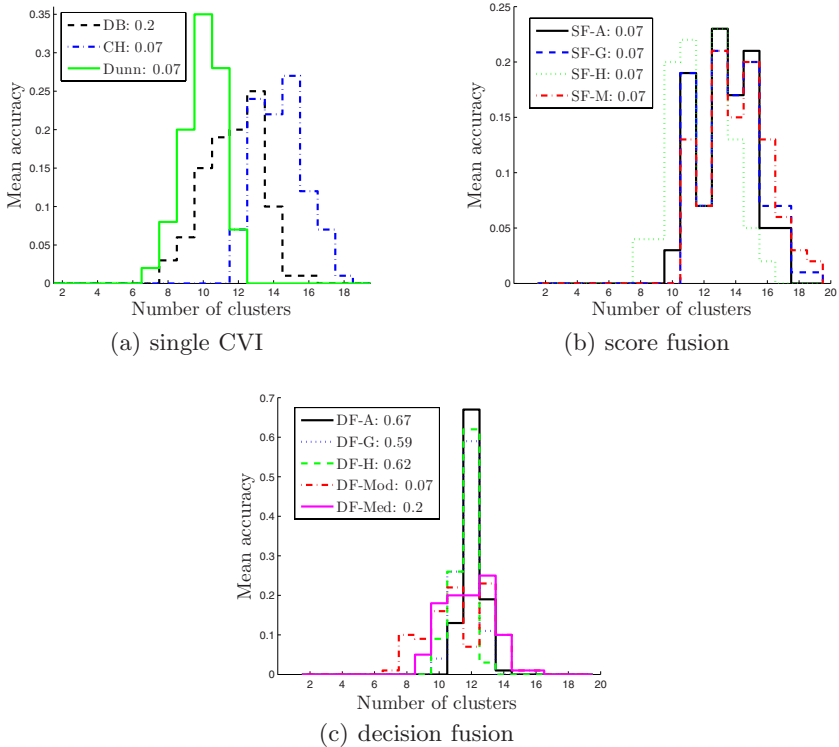 DB: 0.2
CH: 0.07
Dunn: 0.07
Mean accuracy
0.35
0.3
0.25
0.2
0.15
0.1
0.05
0
2 4 6 8 10 12 14 16 18
Number of clusters
(a) single CVI
SF-A: 0.07
SF-G: 0.07
SF-H: 0.07
SF-M: 0.07
Mean accuracy
0.25
0.2
0.15
0.1
0.05
0
2 4 6 8 10 12 14 16 18 20
Number of clusters
(b) score fusion
DF-A: 0.67
DF-G: 0.59
DF-H: 0.62
DF-Mod: 0.07
DF-Med: 0.2
Mean accuracy
0.7
0.6
0.5
0.4
0.3
0.2
0.1
0
2 4 6 8 10 12 14 16 18 20
Number of clusters
(c) decision fusion